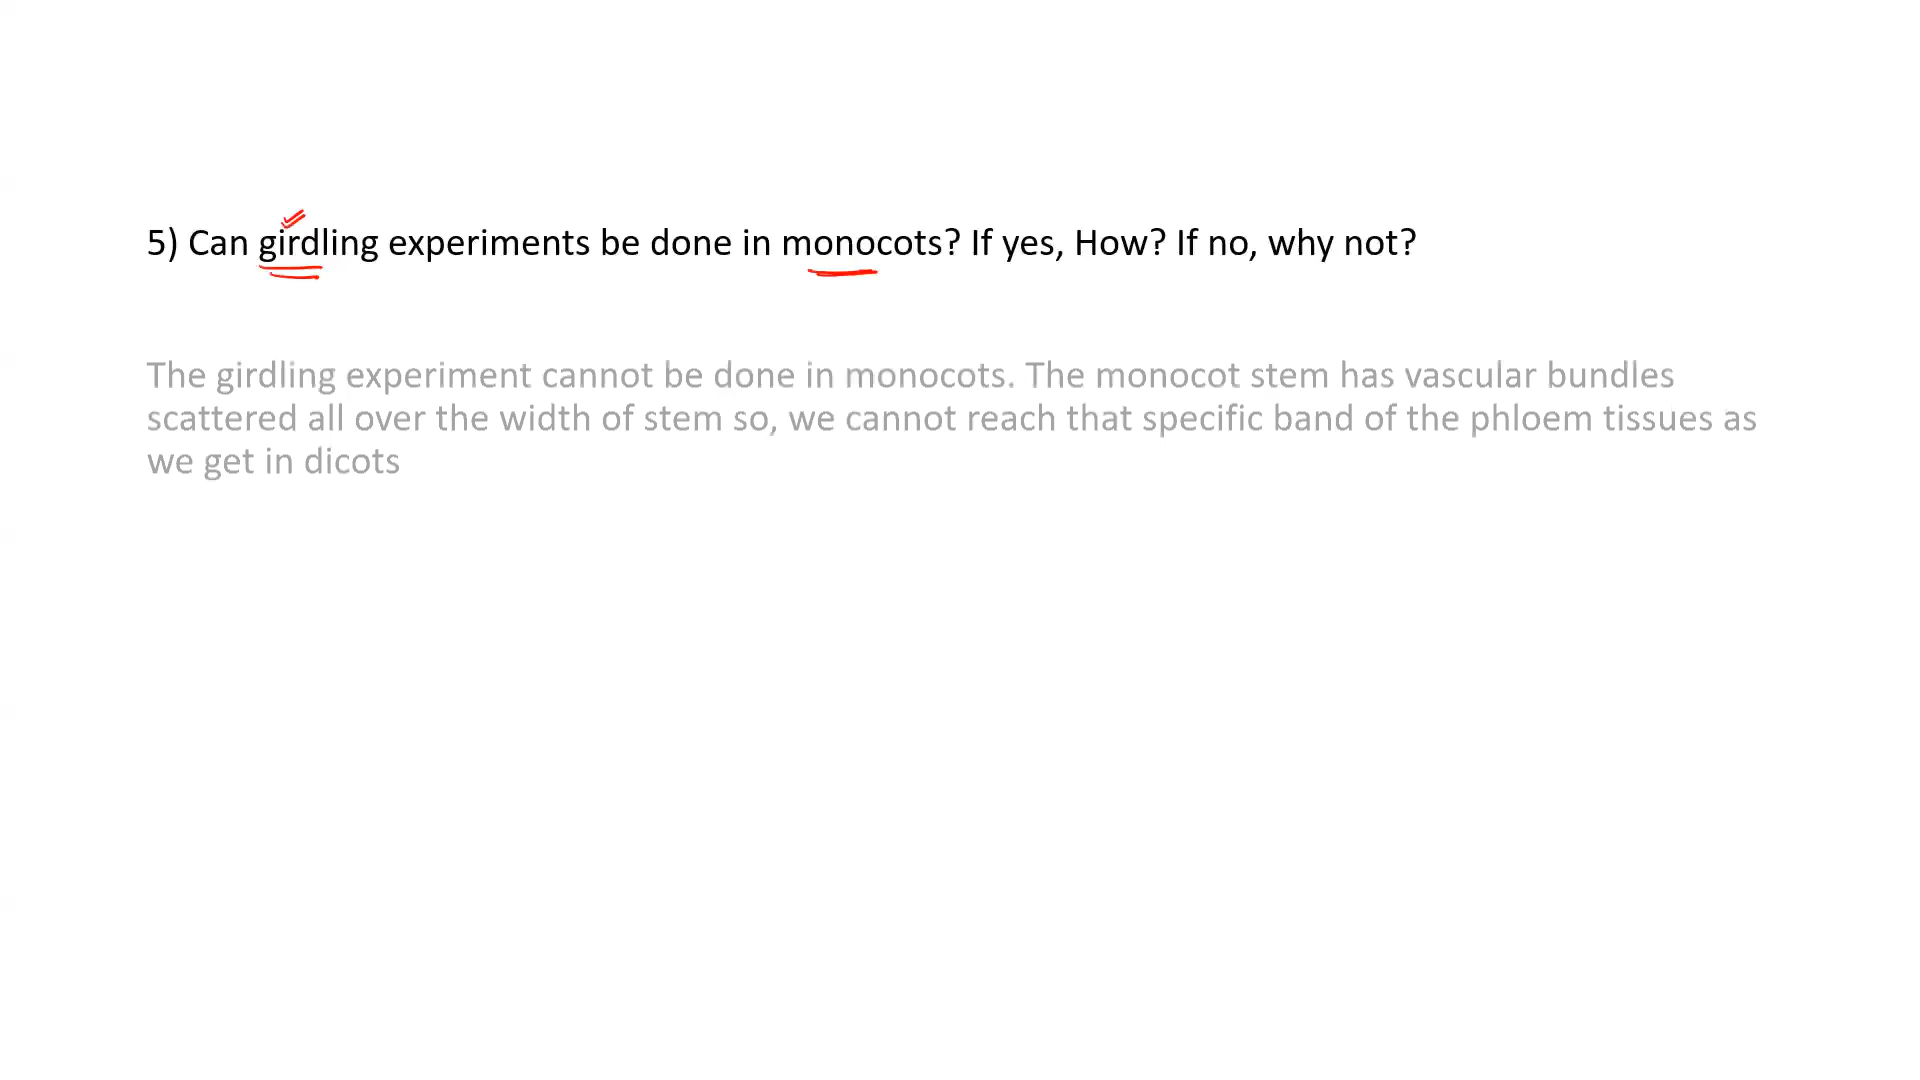 5) Can girdling experiments be done in monocots? If yes, How? If no, why not?
The girdling experiment cannot be done in monocots. The monocot stem has vascular bundles
scattered all over the width of stem so, we cannot reach that specific band of the phloem tissues as
we get in dicots